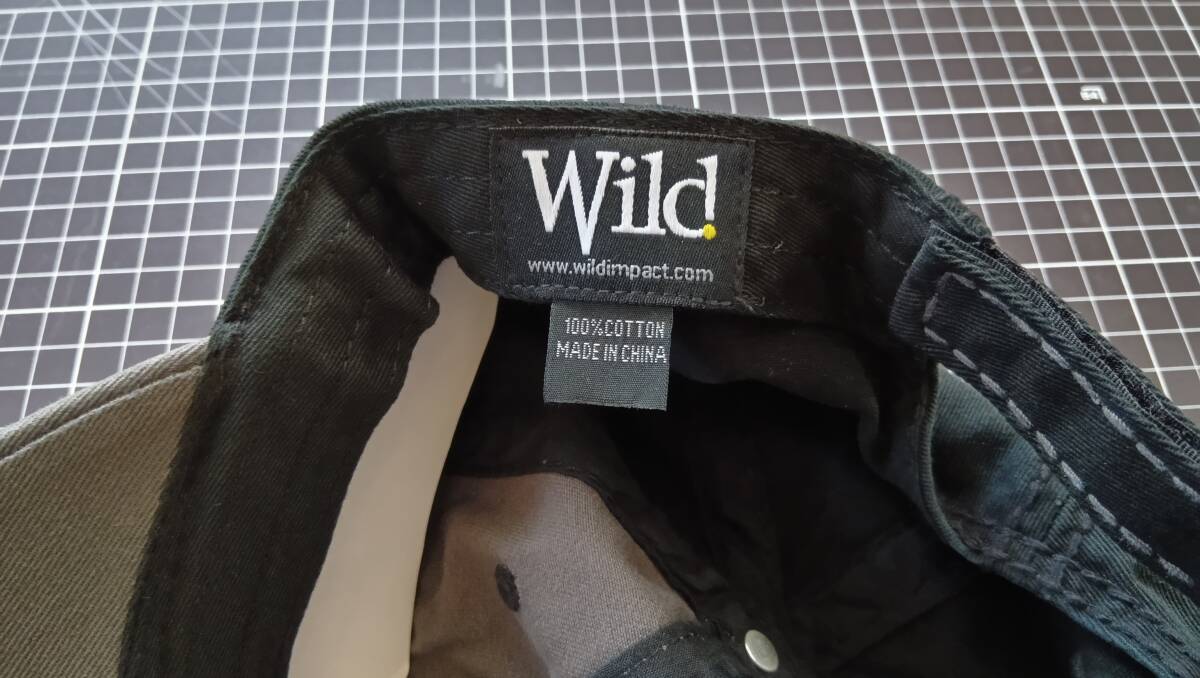 Wild.
www.wildimpact.com
100%COTTON
MADE IN CHINA